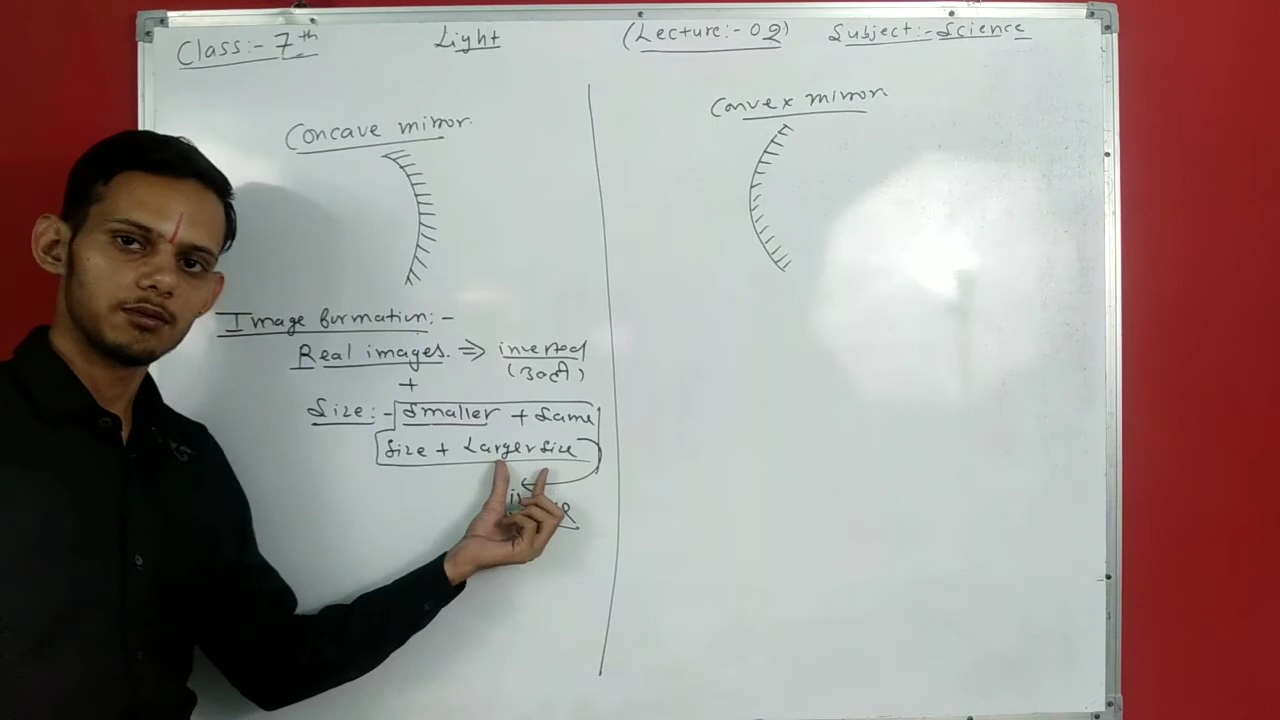 Class:- 7th
Light
(Lecture:- 02)
Subject:- Science
Concave mirror.
Convex mirror
Image formation:-
Real images. ⇒ inverted
+
Size:- Smaller + Same
Size + Larger size